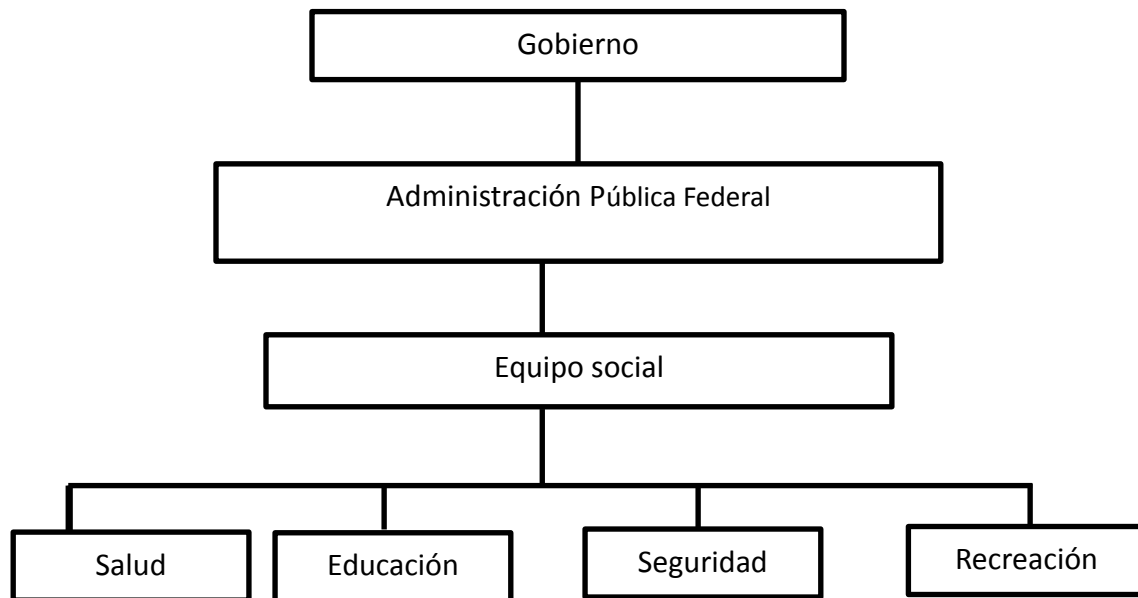 Gobierno
Administración Pública Federal
Equipo social
Salud
Educación
Seguridad
Recreación